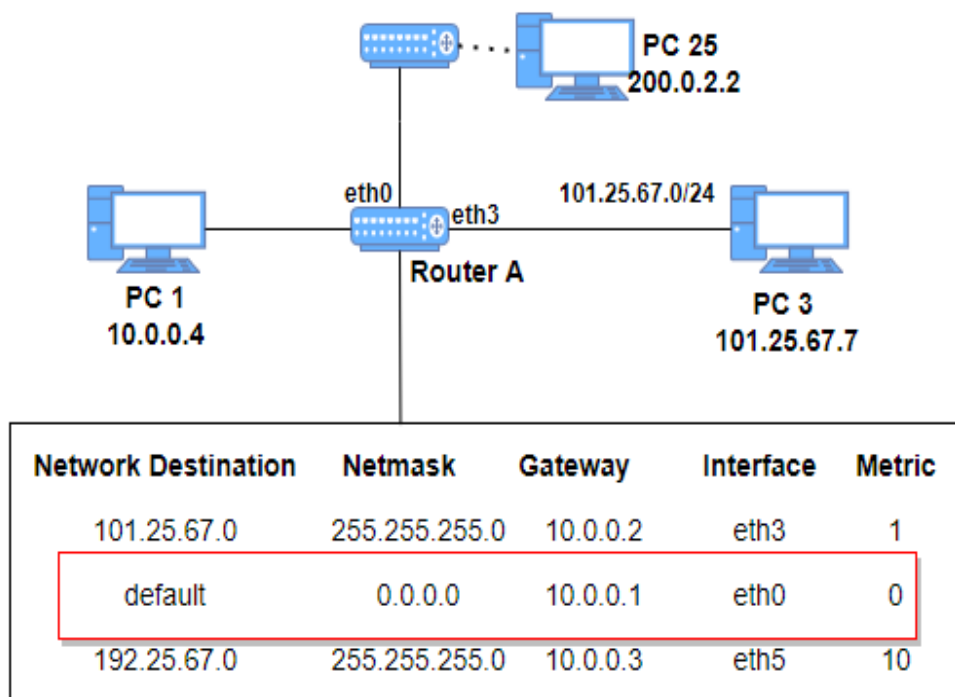 PC 25
200.0.2.2
eth0
eth3
101.25.67.0/24
Router A
PC 1
10.0.0.4
PC 3
101.25.67.7
Network Destination Netmask Gateway Interface Metric
101.25.67.0 255.255.255.0 10.0.0.2 eth3 1
default 0.0.0.0 10.0.0.1 eth0 0
192.25.67.0 255.255.255.0 10.0.0.3 eth5 10